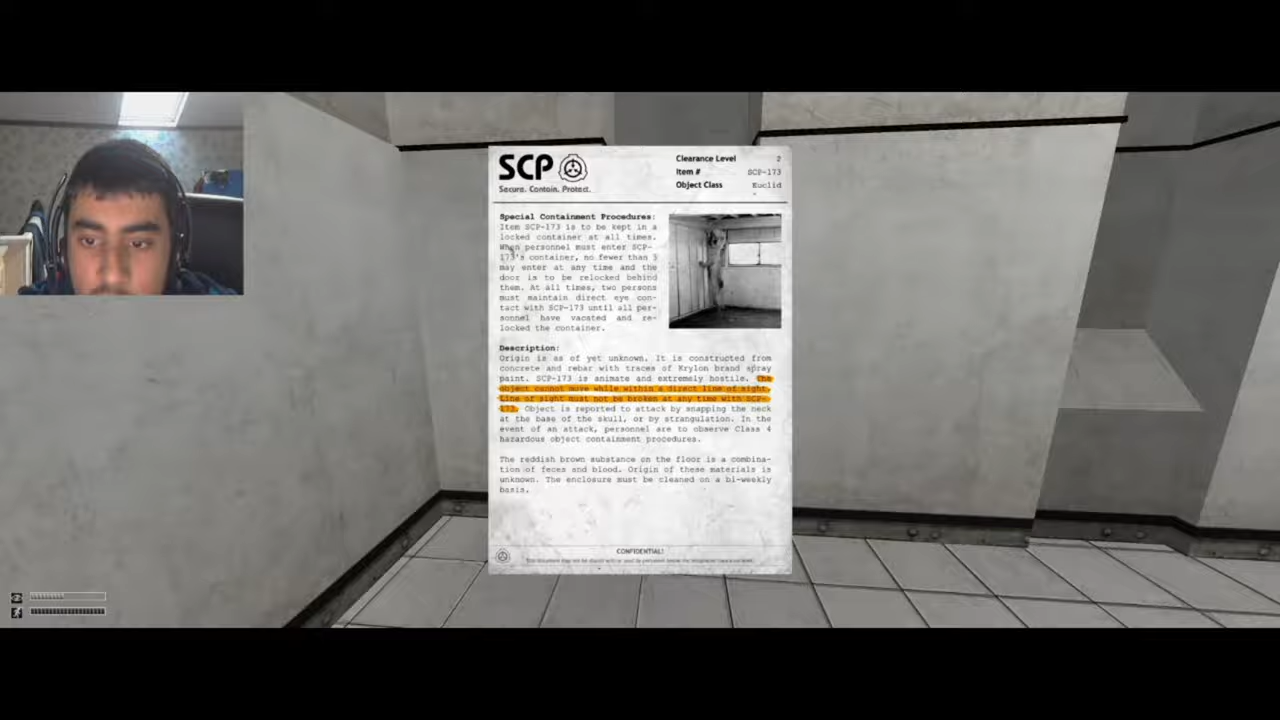 SCP
Secure. Contain. Protect.
Clearance Level 2
Item # SCP-173
Object Class Euclid
Special Containment Procedures:
Item SCP-173 is to be kept in a
locked container at all times.
When personnel must enter SCP-
173's container, no fewer than 3
may enter at any time and the
door is to be relocked behind
them. At all times, two persons
must maintain direct eye con-
tact with SCP-173 until all per-
sonnel have vacated and re-
locked the container.
Description:
Origin is as of yet unknown. It is constructed from
concrete and rebar with traces of Krylon brand spray
paint. SCP-173 is animate and extremely hostile. The
object cannot move while within a direct line of sight.
Line of sight must not be broken at any time with SCP-
173. Object is reported to attack by snapping the neck
at the base of the skull, or by strangulation. In the
event of an attack, personnel are to observe Class 4
hazardous object containment procedures.
The reddish brown substance on the floor is a combina-
tion of feces and blood. Origin of these materials is
unknown. The enclosure must be cleaned on a bi-weekly
basis.
CONFIDENTIAL!